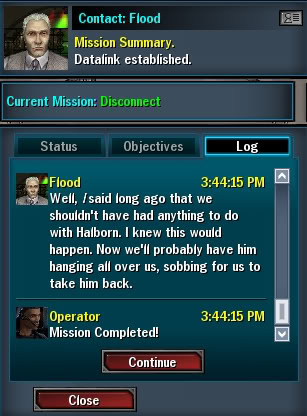 Contact: Flood
Mission Summary.
Datalink established.
Current Mission: Disconnect
Status Objectives Log
Flood 3:44:15 PM
Well, I said long ago that we
shouldn't have had anything to do
with Halborn. I knew this would
happen. Now we'll probably have him
hanging all over us, sobbing for us to
take him back.
Operator 3:44:15 PM
Mission Completed!
Continue
Close